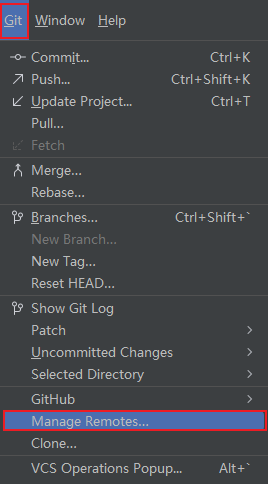 Git Window Help
Commit... Ctrl+K
Push... Ctrl+Shift+K
Update Project... Ctrl+T
Pull...
Fetch
Merge...
Rebase...
Branches... Ctrl+Shift+`
New Branch...
New Tag...
Reset HEAD...
Show Git Log
Patch
Uncommitted Changes
Selected Directory
GitHub
Manage Remotes...
Clone...
VCS Operations Popup... Alt+`